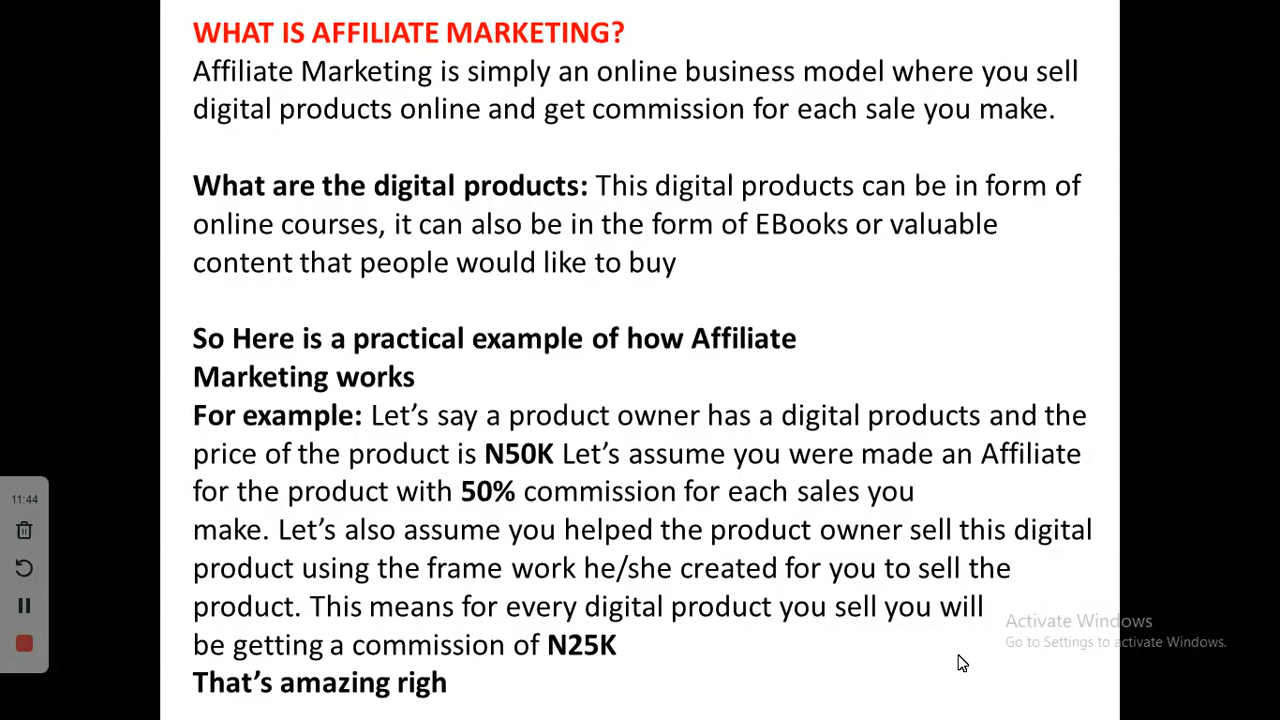 WHAT IS AFFILIATE MARKETING?
Affiliate Marketing is simply an online business model where you sell
digital products online and get commission for each sale you make.
What are the digital products: This digital products can be in form of
online courses, it can also be in the form of EBooks or valuable
content that people would like to buy
So Here is a practical example of how Affiliate
Marketing works
For example: Let's say a product owner has a digital products and the
price of the product is N50K Let's assume you were made an Affiliate
for the product with 50% commission for each sales you
make. Let's also assume you helped the product owner sell this digital
product using the frame work he/she created for you to sell the
product. This means for every digital product you sell you will
be getting a commission of N25K
That's amazing righ
11:44
Activate Windows
Go to Settings to activate Windows.